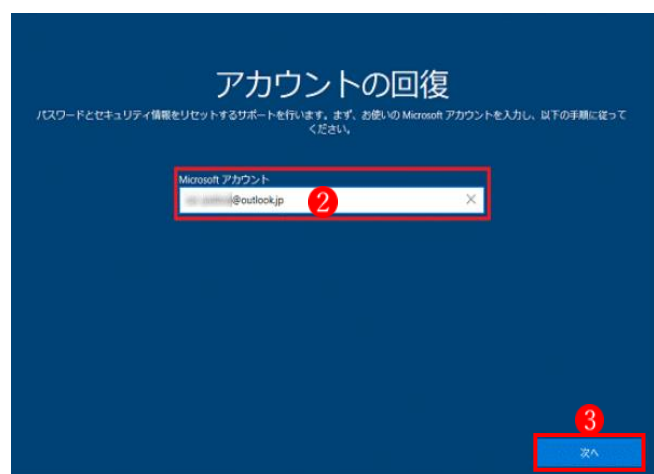 アカウントの回復
パスワードとセキュリティ情報をリセットするサポートを行います。まず、お使いの Microsoft アカウントを入力し、以下の手順に従って
ください。
Microsoft アカウント
@outlook.jp
2
3
次へ